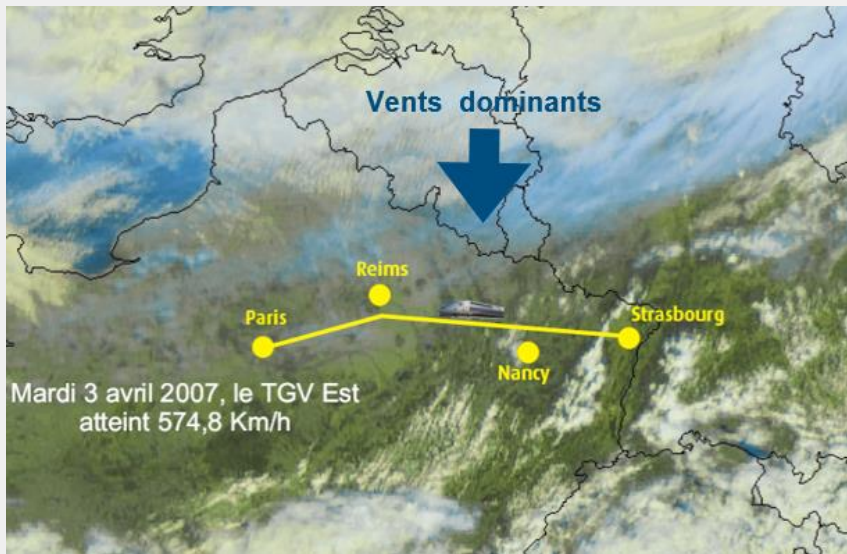 Vents dominants
Reims
Paris
Strasbourg
Nancy
Mardi 3 avril 2007, le TGV Est
atteint 574,8 Km/h